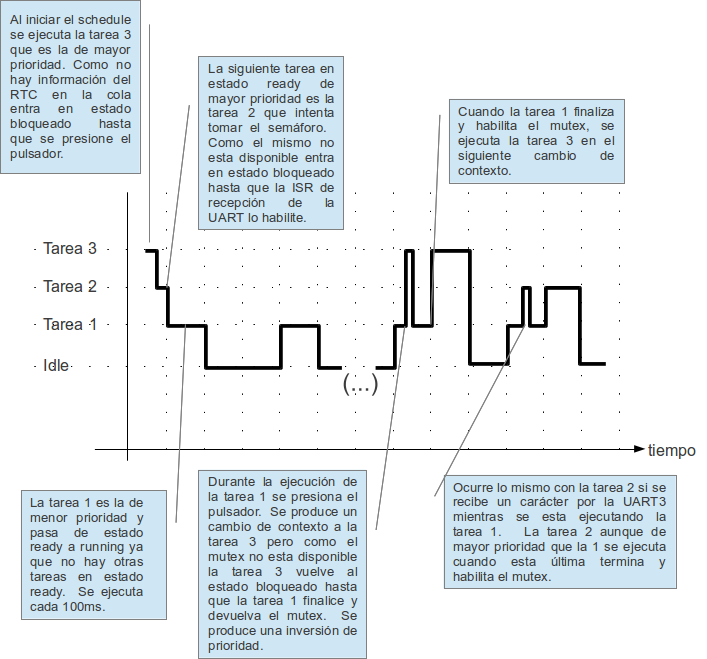 Al iniciar el schedule
se ejecuta la tarea 3
que es la de mayor
prioridad. Como no
hay información del
RTC en la cola
entra en estado
bloqueado hasta
que se presione el
pulsador.
La siguiente tarea en
estado ready de
mayor prioridad es la
tarea 2 que intenta
tomar el semáforo.
Como el mismo no
esta disponible entra
en estado bloqueado
hasta que la ISR de
recepción de la
UART lo habilite.
Cuando la tarea 1 finaliza
y habilita el mutex, se
ejecuta la tarea 3 en el
siguiente cambio de
contexto.
Tarea 3
Tarea 2
Tarea 1
Idle
(...)
tiempo
La tarea 1 es la de
menor prioridad y
pasa de estado
ready a running ya
que no hay otras
tareas en estado
ready. Se ejecuta
cada 100ms.
Durante la ejecución de
la tarea 1 se presiona el
pulsador. Se produce un
cambio de contexto a la
tarea 3 pero como el
mutex no esta disponible
la tarea 3 vuelve al
estado bloqueado hasta
que la tarea 1 finalice y
devuelva el mutex. Se
produce una inversión de
prioridad.
Ocurre lo mismo con la tarea 2 si se
recibe un carácter por la UART3
mientras se esta ejecutando la
tarea 1. La tarea 2 aunque de
mayor prioridad que la 1 se ejecuta
cuando esta última termina y
habilita el mutex.